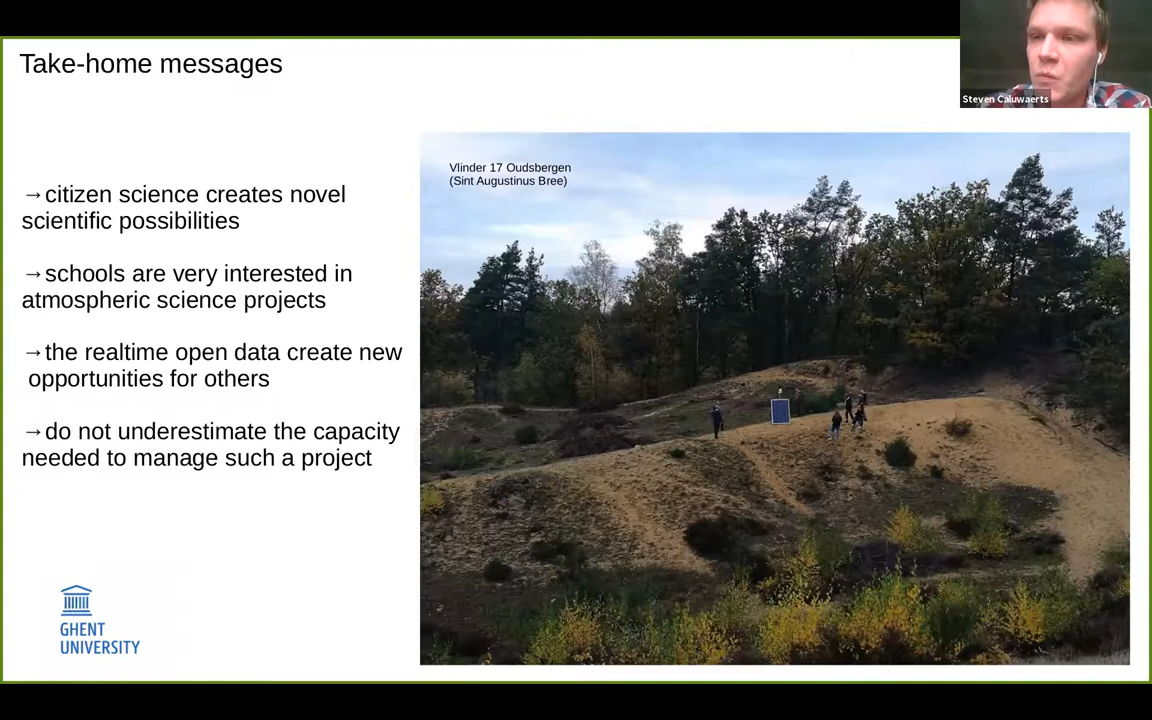 Take-home messages
Steven Caluwaerts
Vlinder 17 Oudsbergen
(Sint Augustinus Bree)
→citizen science creates novel
scientific possibilities
→schools are very interested in
atmospheric science projects
→the realtime open data create new
opportunities for others
→do not underestimate the capacity
needed to manage such a project
GHENT
UNIVERSITY